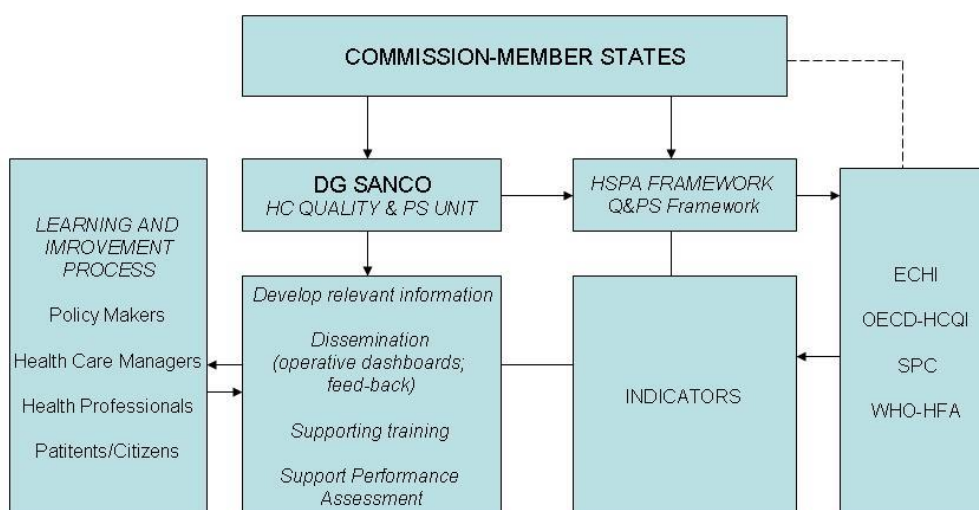 COMMISSION-MEMBER STATES
DG SANCO
HC QUALITY & PS UNIT
HSPA FRAMEWORK
Q&PS Framework
LEARNING AND
IMROVEMENT
PROCESS
Policy Makers
Health Care Managers
Health Professionals
Patitents/Citizens
Develop relevant information
Dissemination
(operative dashboards;
feed-back)
Supporting training
Support Performance
Assessment
INDICATORS
ECHI
OECD-HCQI
SPC
WHO-HFA